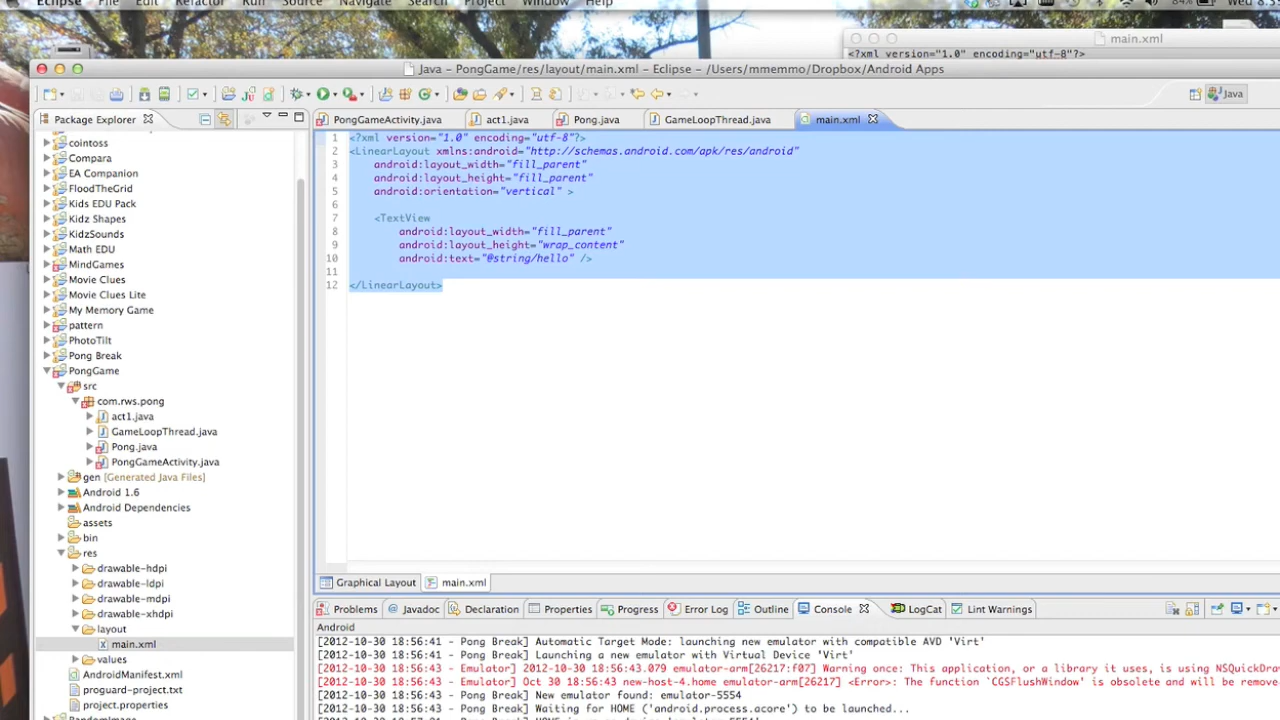 Eclipse File Edit Refactor Run Source Navigate Search Project Window Help 84% Wed 8:3
main.xml
<?xml version="1.0" encoding="utf-8"?>
Java - PongGame/res/layout/main.xml - Eclipse - /Users/mmemmo/Dropbox/Android Apps
Java
Package Explorer PongGameActivity.java act1.java Pong.java GameLoopThread.java main.xml
cointoss
Compara
EA Companion
FloodTheGrid
Kids EDU Pack
Kidz Shapes
KidzSounds
Math EDU
MindGames
Movie Clues
Movie Clues Lite
My Memory Game
pattern
PhotoTilt
Pong Break
PongGame
src
com.rws.pong
act1.java
GameLoopThread.java
Pong.java
PongGameActivity.java
gen [Generated Java Files]
Android 1.6
Android Dependencies
assets
bin
res
drawable-hdpi
drawable-ldpi
drawable-mdpi
drawable-xhdpi
layout
main.xml
values
AndroidManifest.xml
proguard-project.txt
project.properties
RandomImage
1 <?xml version="1.0" encoding="utf-8"?>
2 <LinearLayout xmlns:android="http://schemas.android.com/apk/res/android"
3 android:layout_width="fill_parent"
4 android:layout_height="fill_parent"
5 android:orientation="vertical" >
6
7 <TextView
8 android:layout_width="fill_parent"
9 android:layout_height="wrap_content"
10 android:text="@string/hello" />
11
12 </LinearLayout>
Graphical Layout main.xml
Problems Javadoc Declaration Properties Progress Error Log Outline Console LogCat Lint Warnings
Android
[2012-10-30 18:56:41 - Pong Break] Automatic Target Mode: launching new emulator with compatible AVD 'Virt'
[2012-10-30 18:56:41 - Pong Break] Launching a new emulator with Virtual Device 'Virt'
[2012-10-30 18:56:43 - Emulator] 2012-10-30 18:56:43.079 emulator-arm[26217:f07] Warning once: This application, or a library it uses, is using NSQuickDra
[2012-10-30 18:56:43 - Emulator] Oct 30 18:56:43 new-host-4.home emulator-arm[26217] <Error>: The function `CGSFlushWindow' is obsolete and will be remove
[2012-10-30 18:56:43 - Pong Break] New emulator found: emulator-5554
[2012-10-30 18:56:43 - Pong Break] Waiting for HOME ('android.process.acore') to be launched...